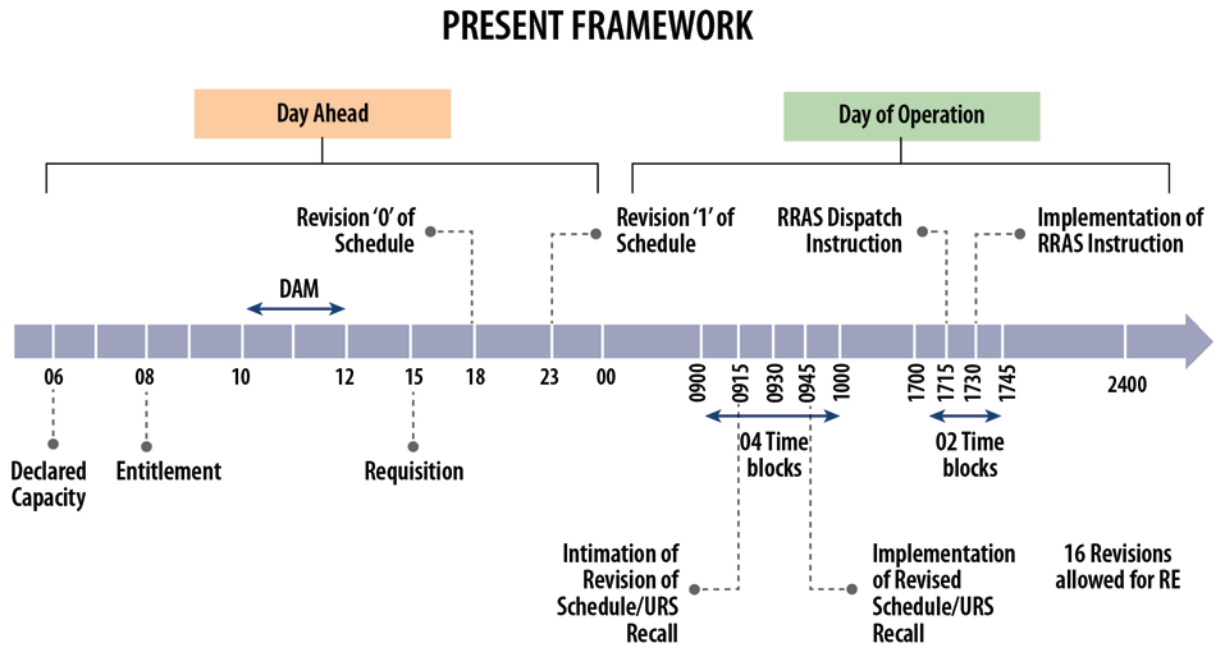 PRESENT FRAMEWORK
Day Ahead
Day of Operation
Revision ‘0’ of
Schedule
Revision ‘1’ of
Schedule
RRAS Dispatch
Instruction
Implementation of
RRAS Instruction
DAM
06
08
10
12
15
18
23
00
0900
0915
0930
0945
1000
1700
1715
1730
1745
2400
04 Time
blocks
02 Time
blocks
Declared
Capacity
Entitlement
Requisition
Intimation of
Revision of
Schedule/URS
Recall
Implementation
of Revised
Schedule/URS
Recall
16 Revisions
allowed for RE